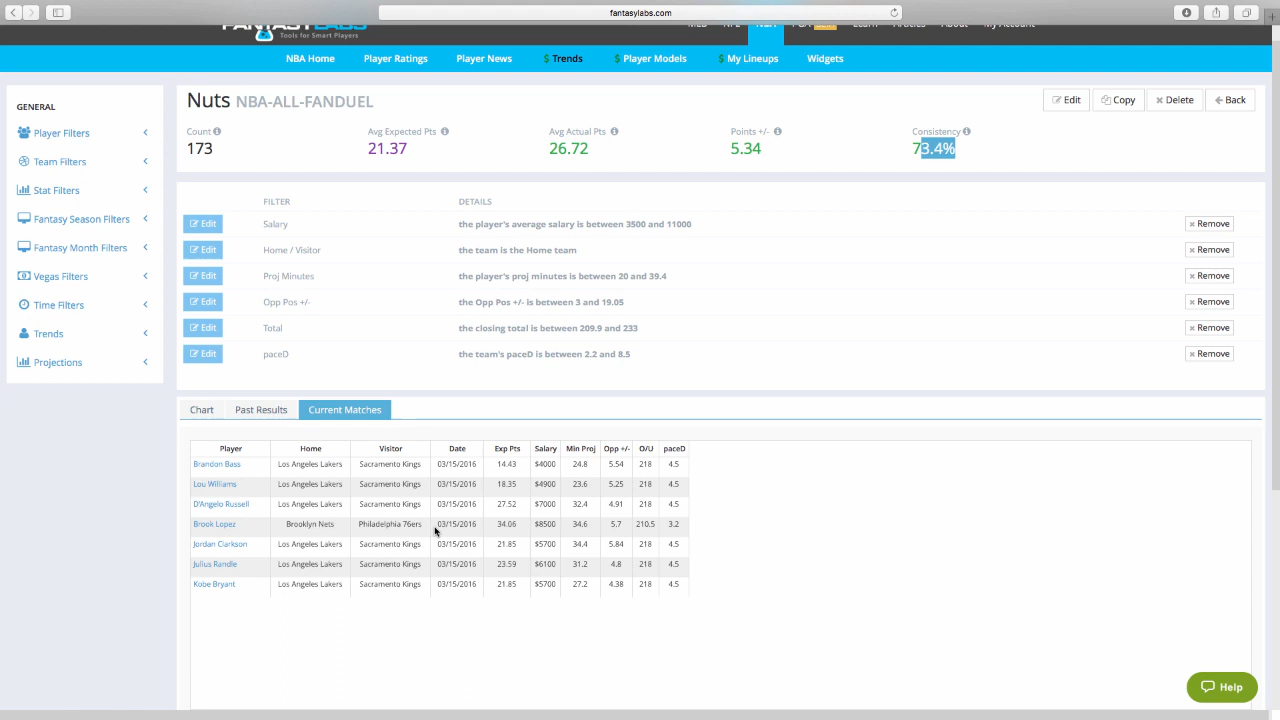 fantasylabs.com
FANTASYLABS
Tools for Smart Players
My Account
NBA Home Player Ratings Player News $ Trends $ Player Models $ My Lineups Widgets
GENERAL
Player Filters
Team Filters
Stat Filters
Fantasy Season Filters
Fantasy Month Filters
Vegas Filters
Time Filters
Trends
Projections
Nuts NBA-ALL-FANDUEL
Edit Copy Delete Back
Count Avg Expected Pts Avg Actual Pts Points +/- Consistency
173 21.37 26.72 5.34 73.4%
FILTER DETAILS
Edit Salary the player's average salary is between 3500 and 11000 Remove
Edit Home / Visitor the team is the Home team Remove
Edit Proj Minutes the player's proj minutes is between 20 and 39.4 Remove
Edit Opp Pos +/- the Opp Pos +/- is between 3 and 19.05 Remove
Edit Total the closing total is between 209.9 and 233 Remove
Edit paceD the team's paceD is between 2.2 and 8.5 Remove
Chart Past Results Current Matches
Player Home Visitor Date Exp Pts Salary Min Proj Opp +/- O/U paceD
Brandon Bass Los Angeles Lakers Sacramento Kings 03/15/2016 14.43 $4000 24.8 5.54 218 4.5
Lou Williams Los Angeles Lakers Sacramento Kings 03/15/2016 18.35 $4900 23.6 5.25 218 4.5
D'Angelo Russell Los Angeles Lakers Sacramento Kings 03/15/2016 27.52 $7000 32.4 4.91 218 4.5
Brook Lopez Brooklyn Nets Philadelphia 76ers 03/15/2016 34.06 $8500 34.6 5.7 210.5 3.2
Jordan Clarkson Los Angeles Lakers Sacramento Kings 03/15/2016 21.85 $5700 34.4 5.84 218 4.5
Julius Randle Los Angeles Lakers Sacramento Kings 03/15/2016 23.59 $6100 31.2 4.8 218 4.5
Kobe Bryant Los Angeles Lakers Sacramento Kings 03/15/2016 21.85 $5700 27.2 4.38 218 4.5
Help